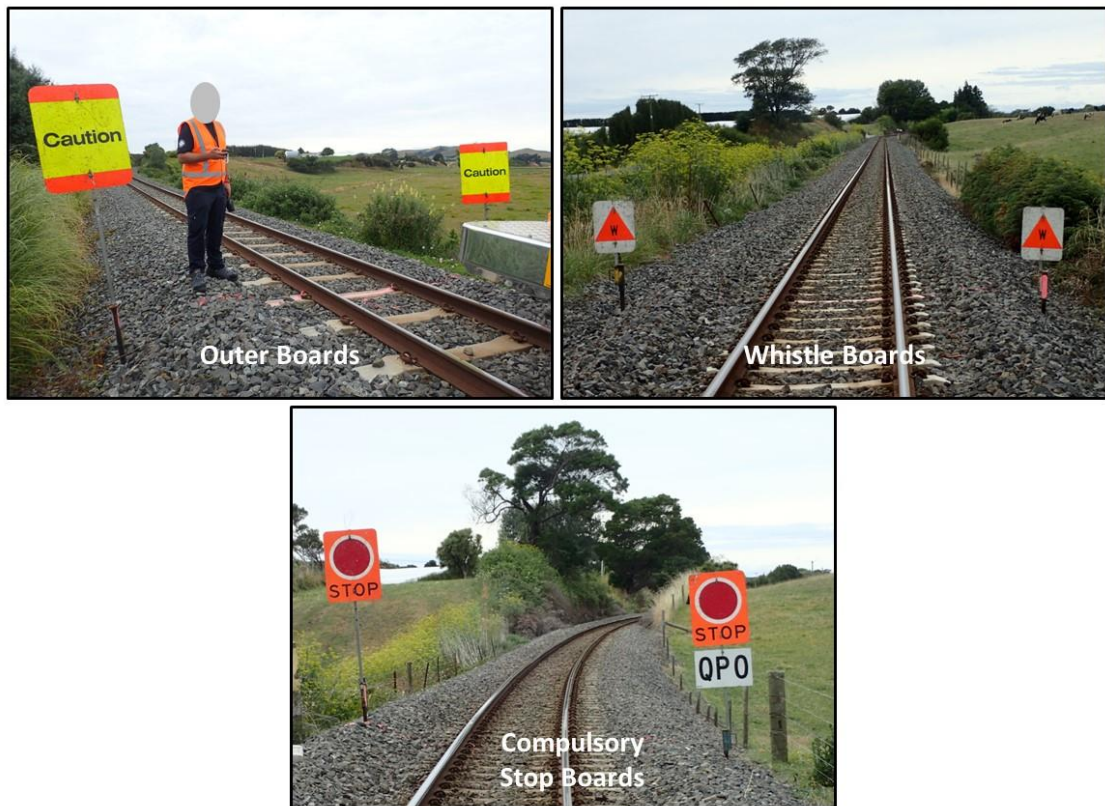 Caution
Caution
Outer Boards
W
W
Whistle Boards
STOP
STOP
QPO
Compulsory
Stop Boards